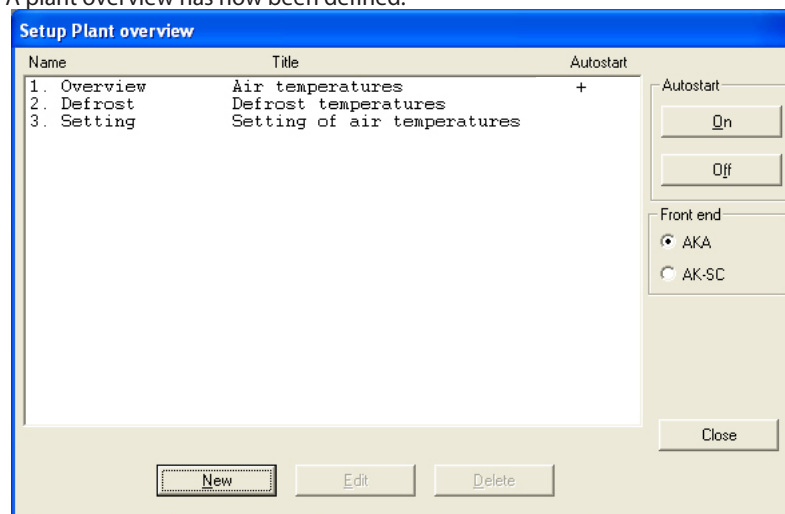 A plant overview has now been defined.
Setup Plant overview
Name Title Autostart
1. Overview Air temperatures +
2. Defrost Defrost temperatures
3. Setting Setting of air temperatures
Autostart
On
Off
Front end
AKA
AK-SC
Close
New Edit Delete